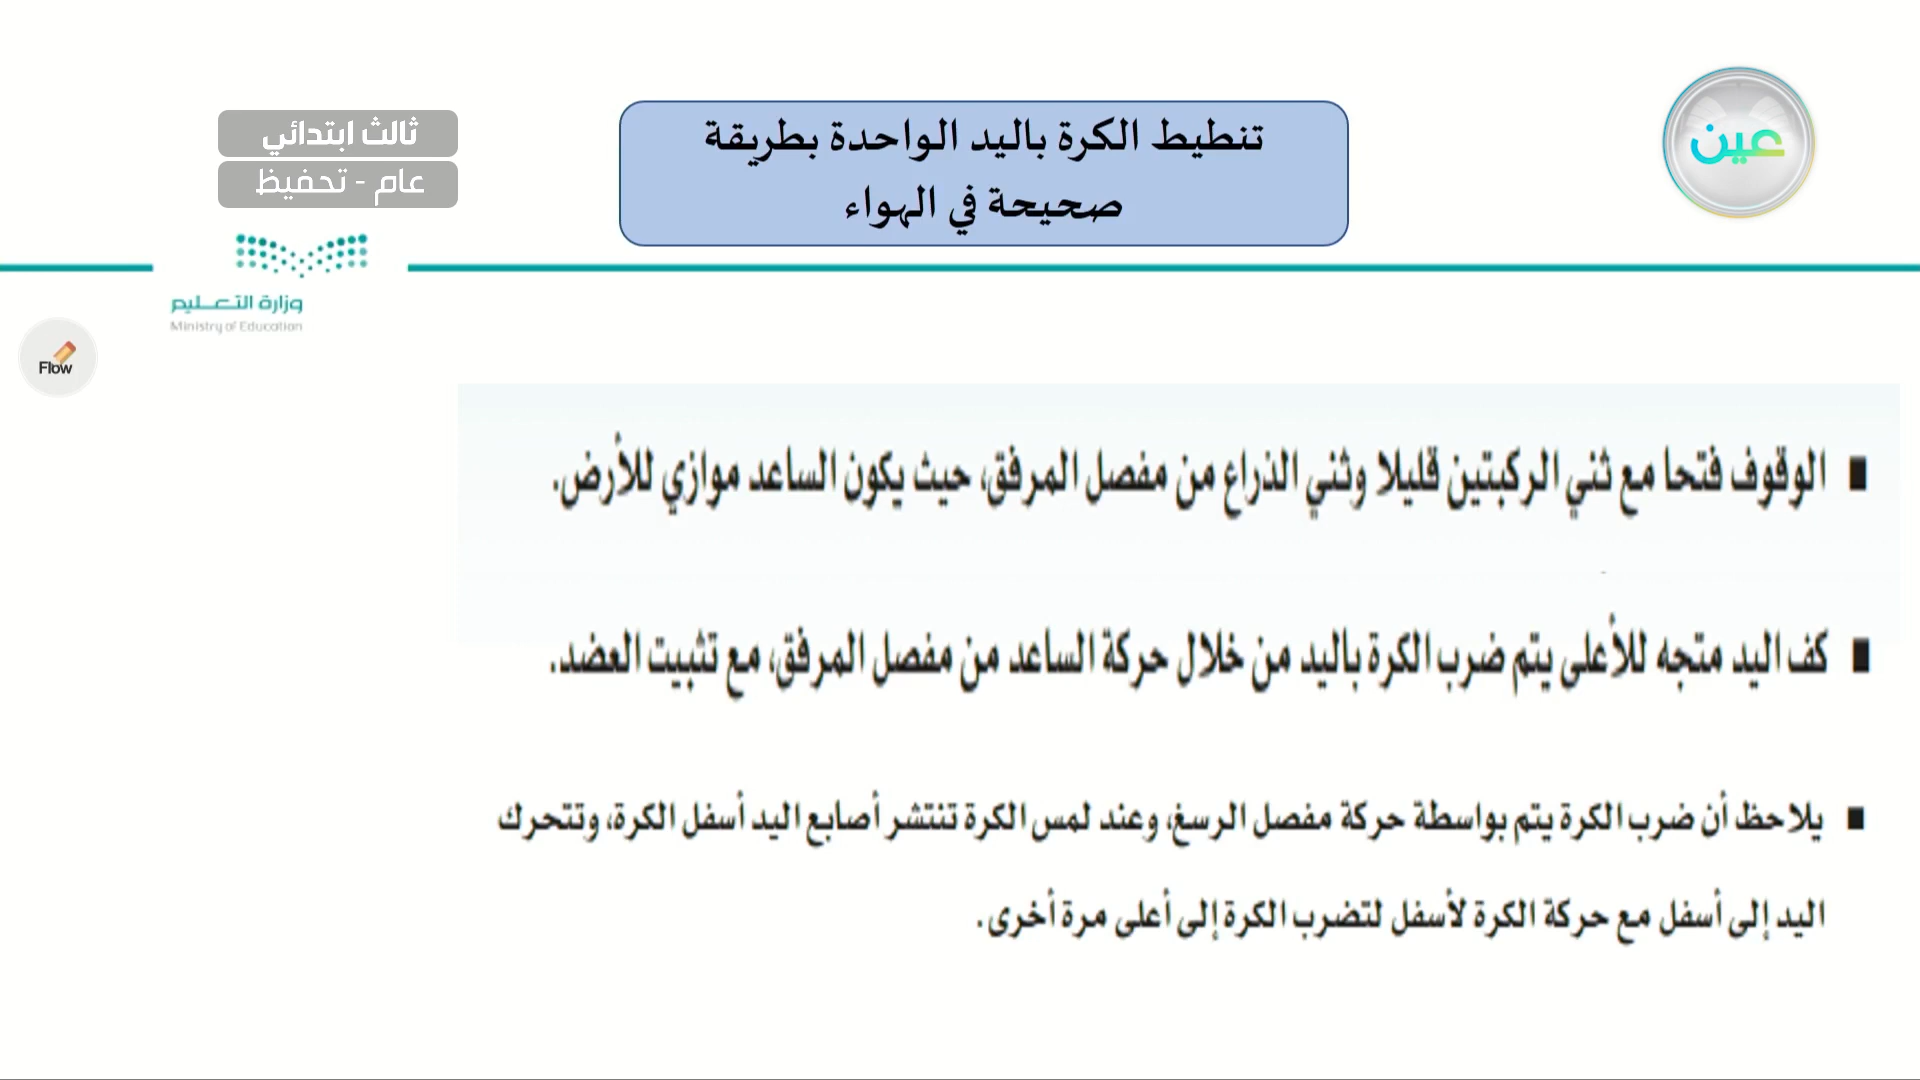 عين
تنطيط الكرة باليد الواحدة بطريقة
صحيحة في الهواء
ثالث ابتدائي
عام - تحفيظ
وزارة التعليم
Ministry of Education
Flow
▪ الوقوف فتحا مع ثني الركبتين قليلا وثني الذراع من مفصل المرفق، حيث يكون الساعد موازي للأرض.
▪ كف اليد متجه للأعلى يتم ضرب الكرة باليد من خلال حركة الساعد من مفصل المرفق، مع تثبيت العضد.
▪ يلاحظ أن ضرب الكرة يتم بواسطة حركة مفصل الرسغ، وعند لمس الكرة تنتشر أصابع اليد أسفل الكرة، وتتحرك
اليد إلى أسفل مع حركة الكرة لأسفل لتضرب الكرة إلى أعلى مرة أخرى.